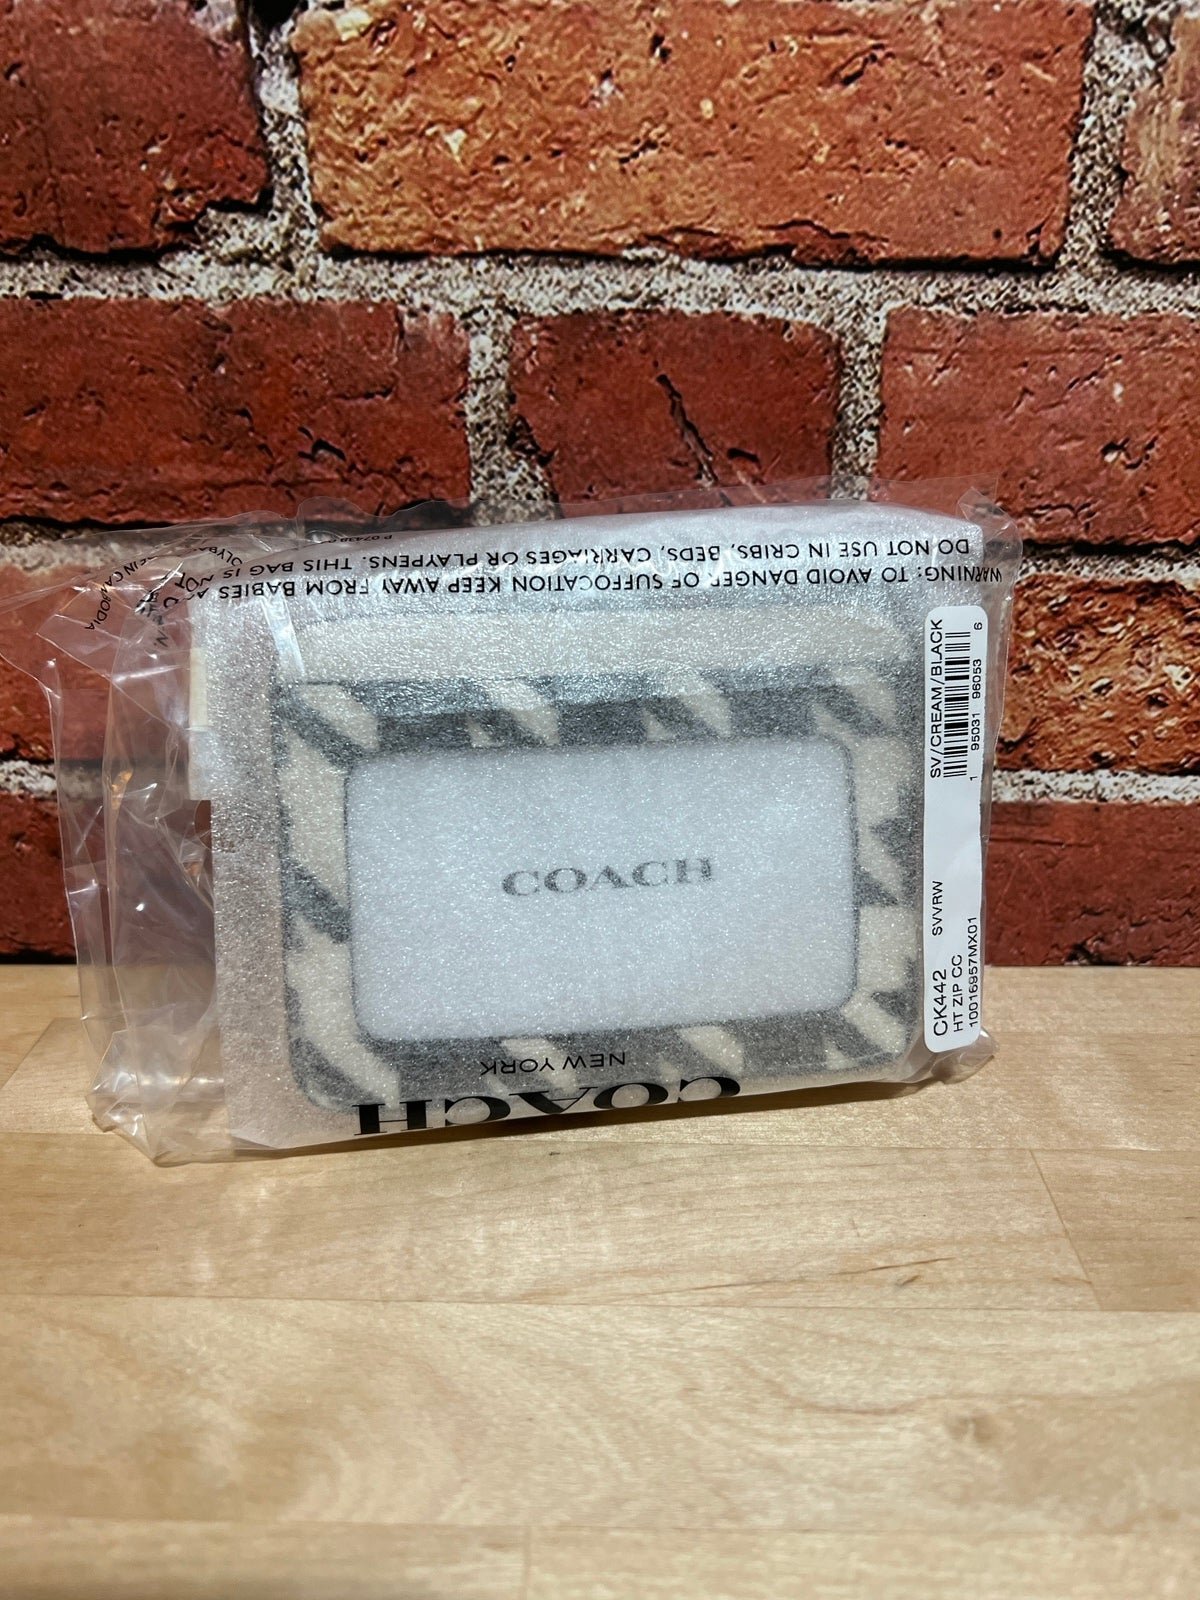 WARNING: TO AVOID DANGER OF SUFFOCATION KEEP AWAY FROM BABIES
DO NOT USE IN CRIBS, BEDS, CARRIAGES OR PLAYPENS. THIS BAG IS
COACH
COACH
NEW YORK
SV/CREAM/BLACK
1 95031 96053 6
CK442 SVVRW
HT ZIP CC
10016957MX01